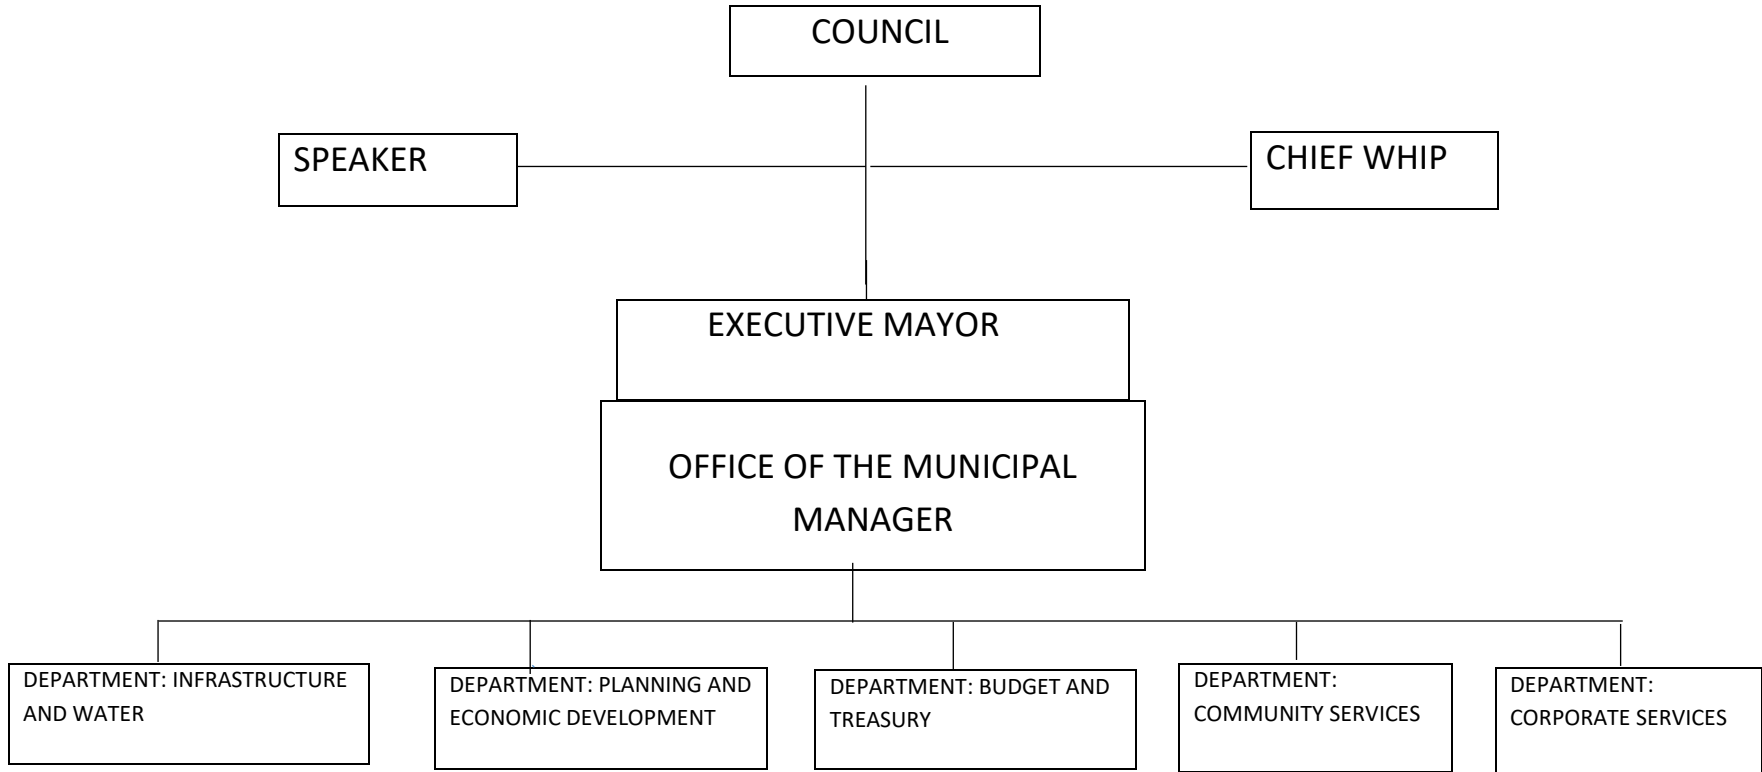 COUNCIL
SPEAKER
CHIEF WHIP
EXECUTIVE MAYOR
OFFICE OF THE MUNICIPAL
MANAGER
DEPARTMENT: INFRASTRUCTURE
AND WATER
DEPARTMENT: PLANNING AND
ECONOMIC DEVELOPMENT
DEPARTMENT: BUDGET AND
TREASURY
DEPARTMENT:
COMMUNITY SERVICES
DEPARTMENT:
CORPORATE SERVICES